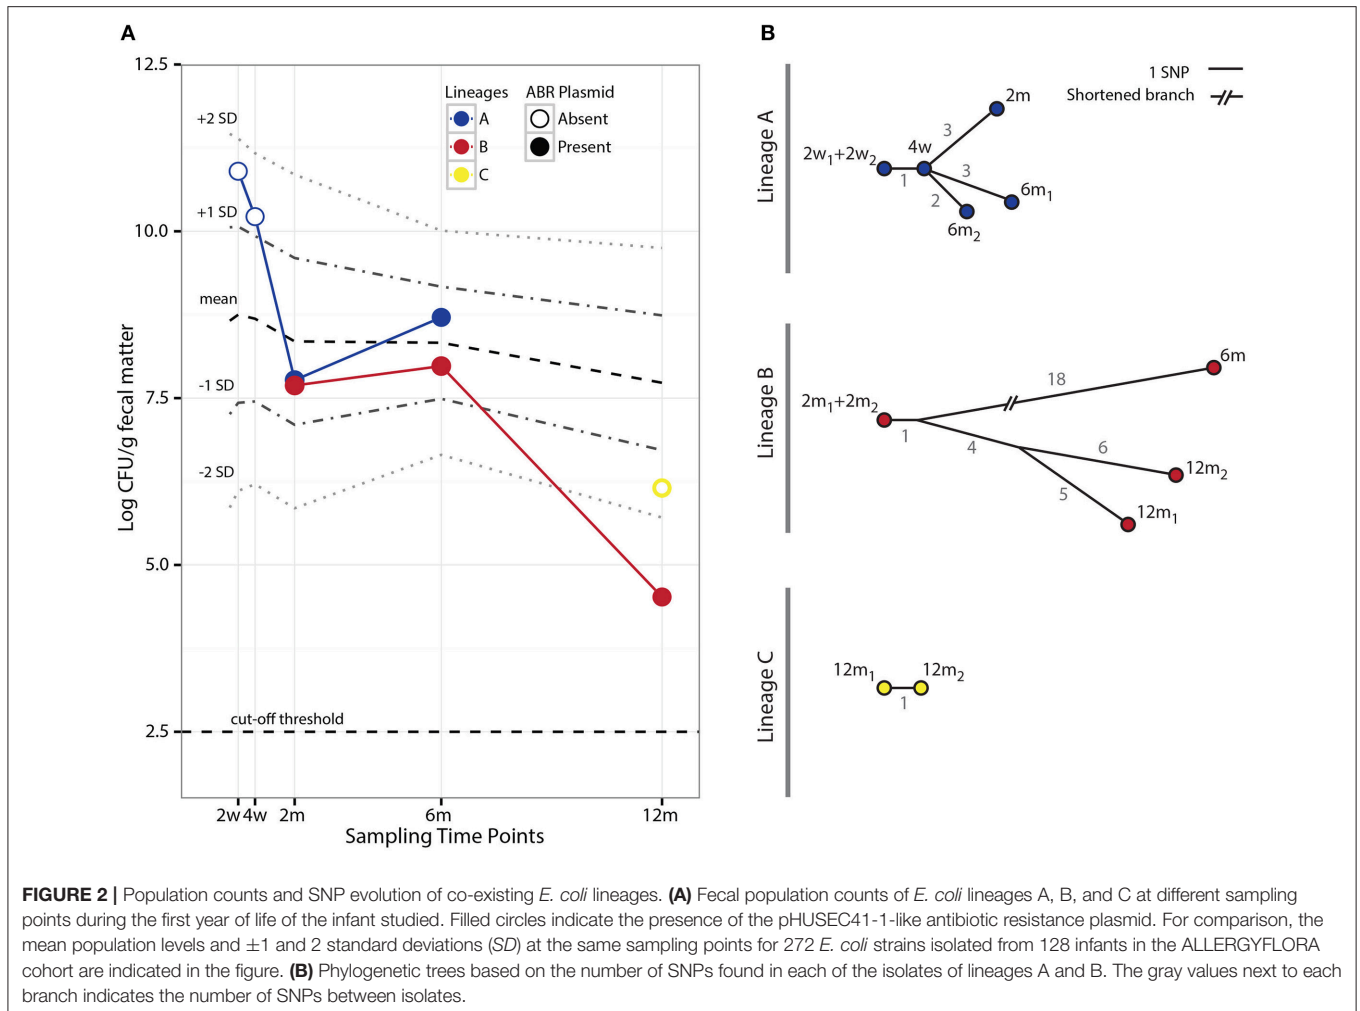 A
12.5
10.0
7.5
5.0
2.5
Log CFU/g fecal matter
+2 SD
+1 SD
mean
-1 SD
-2 SD
cut-off threshold
Lineages
A
B
C
ABR Plasmid
Absent
Present
2w 4w 2m 6m 12m
Sampling Time Points
B
1 SNP
Shortened branch
Lineage A
2w₁+2w₂
4w
2m
6m₁
6m₂
1
3
3
2
Lineage B
2m₁+2m₂
6m
12m₂
12m₁
1
18
4
6
5
Lineage C
12m₁
12m₂
1
FIGURE 2 | Population counts and SNP evolution of co-existing E. coli lineages. (A) Fecal population counts of E. coli lineages A, B, and C at different sampling
points during the first year of life of the infant studied. Filled circles indicate the presence of the pHUSEC41-1-like antibiotic resistance plasmid. For comparison, the
mean population levels and ±1 and 2 standard deviations (SD) at the same sampling points for 272 E. coli strains isolated from 128 infants in the ALLERGYFLORA
cohort are indicated in the figure. (B) Phylogenetic trees based on the number of SNPs found in each of the isolates of lineages A and B. The gray values next to each
branch indicates the number of SNPs between isolates.